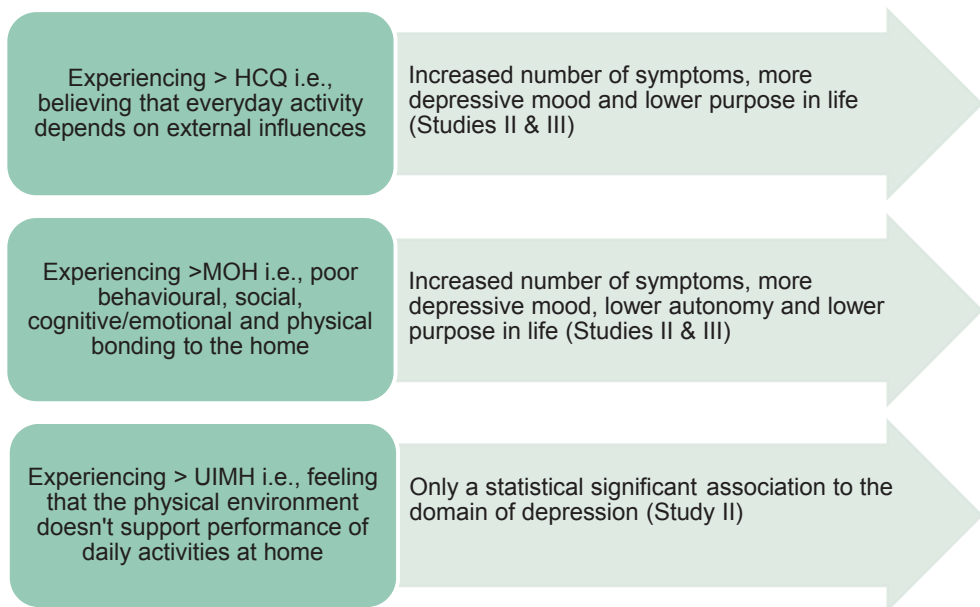 Experiencing > HCQ i.e.,
believing that everyday activity
depends on external influences
Increased number of symptoms, more
depressive mood and lower purpose in life
(Studies II & III)
Experiencing >MOH i.e., poor
behavioural, social,
cognitive/emotional and physical
bonding to the home
Increased number of symptoms, more
depressive mood, lower autonomy and lower
purpose in life (Studies II & III)
Experiencing > UIMH i.e., feeling
that the physical environment
doesn't support performance of
daily activities at home
Only a statistical significant association to the
domain of depression (Study II)